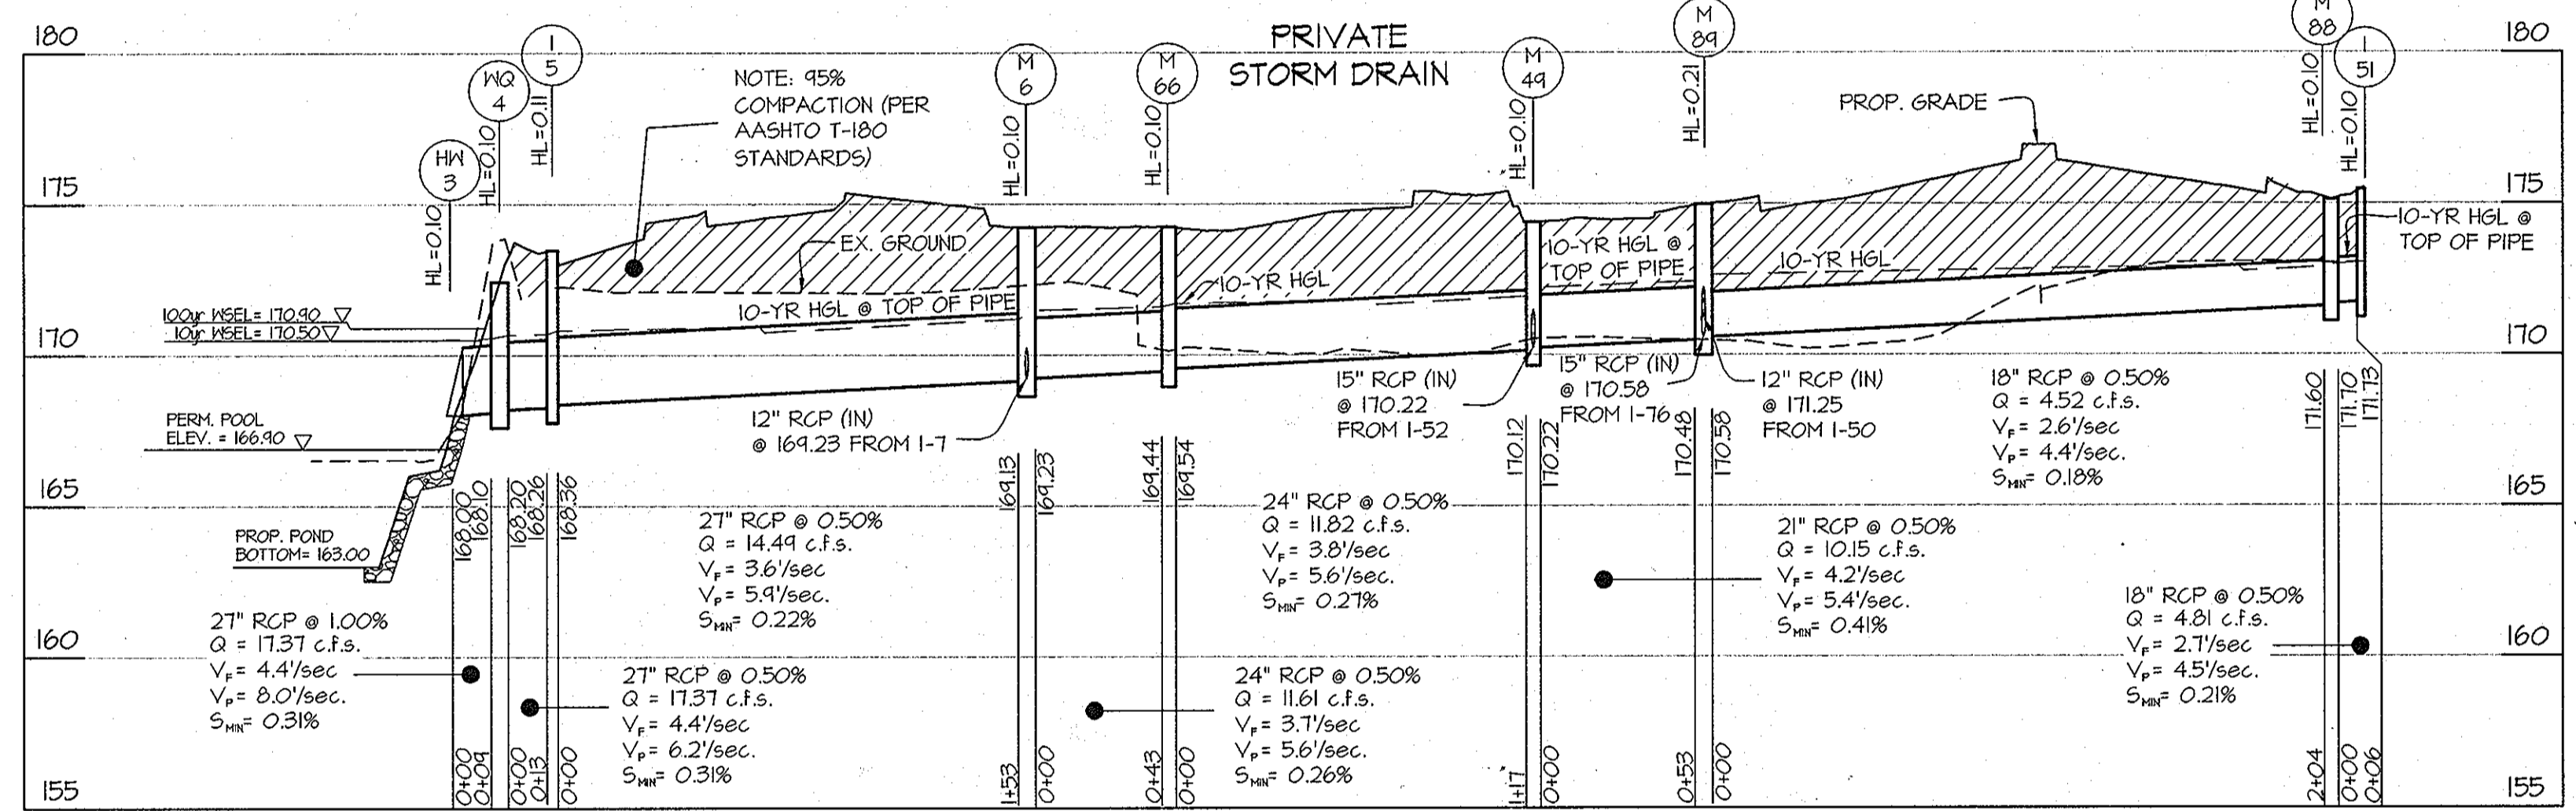 PRIVATE
STORM DRAIN
180
180
175
175
170
170
165
165
160
160
155
155
HW
3
WQ
4
I
5
M
6
M
66
M
49
M
89
M
88
I
51
HL=0.10
HL=0.10
HL=0.11
HL=0.10
HL=0.10
HL=0.10
HL=0.21
HL=0.10
HL=0.10
NOTE: 95%
COMPACTION (PER
AASHTO T-180
STANDARDS)
PROP. GRADE
EX. GROUND
10-YR HGL @ TOP OF PIPE
10-YR HGL
10-YR HGL @
TOP OF PIPE
10-YR HGL
10-YR HGL @
TOP OF PIPE
100yr WSEL= 170.90
10yr WSEL= 170.50
PERM. POOL
ELEV. = 166.90
PROP. POND
BOTTOM= 163.00
12" RCP (IN)
@ 169.23 FROM I-7
15" RCP (IN)
@ 170.22
FROM I-52
15" RCP (IN)
@ 170.58
FROM I-76
12" RCP (IN)
@ 171.25
FROM I-50
18" RCP @ 0.50%
Q = 4.52 c.f.s.
VF= 2.6'/sec
VP= 4.4'/sec.
SMIN= 0.18%
168.00
168.10
168.20
168.26
168.36
169.13
169.23
169.44
169.54
170.12
170.22
170.48
170.58
171.60
171.70
171.73
27" RCP @ 0.50%
Q = 14.49 c.f.s.
VF= 3.6'/sec
VP= 5.9'/sec.
SMIN= 0.22%
24" RCP @ 0.50%
Q = 11.82 c.f.s.
VF= 3.8'/sec
VP= 5.6'/sec.
SMIN= 0.27%
21" RCP @ 0.50%
Q = 10.15 c.f.s.
VF= 4.2'/sec
VP= 5.4'/sec.
SMIN= 0.41%
18" RCP @ 0.50%
Q = 4.81 c.f.s.
VF= 2.7'/sec
VP= 4.5'/sec.
SMIN= 0.21%
27" RCP @ 1.00%
Q = 17.37 c.f.s.
VF= 4.4'/sec
VP= 8.0'/sec.
SMIN= 0.31%
27" RCP @ 0.50%
Q = 17.37 c.f.s.
VF= 4.4'/sec
VP= 6.2'/sec.
SMIN= 0.31%
24" RCP @ 0.50%
Q = 11.61 c.f.s.
VF= 3.7'/sec
VP= 5.6'/sec.
SMIN= 0.26%
0+00
0+09
0+00
0+13
0+00
1+53
0+00
0+43
0+00
1+17
0+00
0+53
0+00
2+04
0+00
0+06